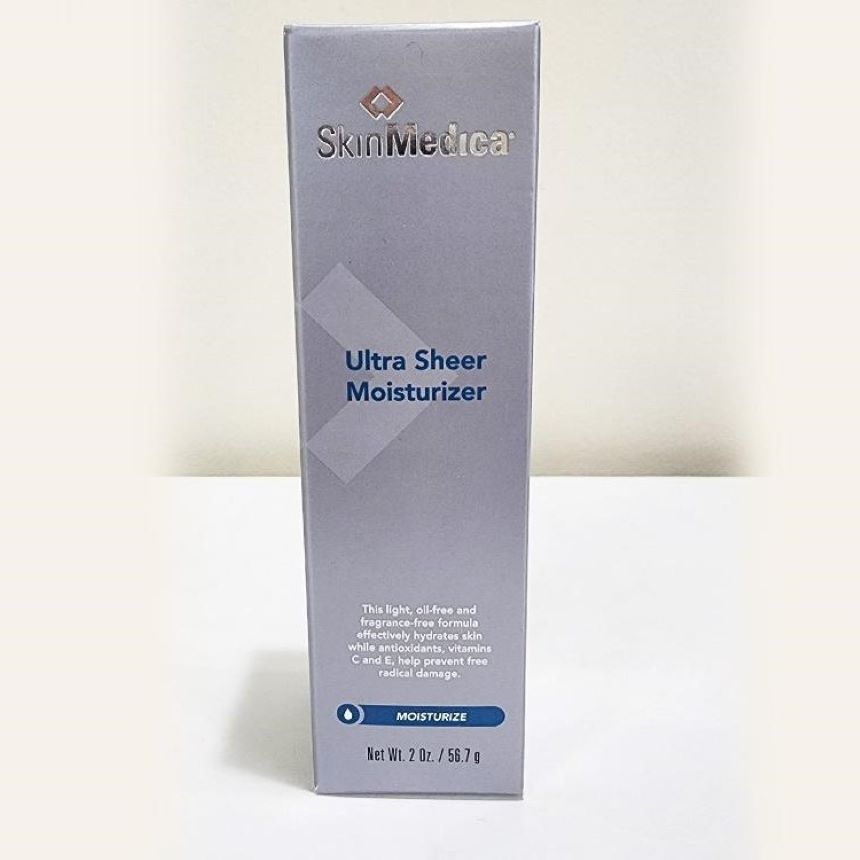 SkinMedica®
Ultra Sheer
Moisturizer
This light, oil-free and
fragrance-free formula
effectively hydrates skin
while antioxidants, vitamins
C and E, help prevent free
radical damage.
MOISTURIZE
Net Wt. 2 Oz. / 56.7 g